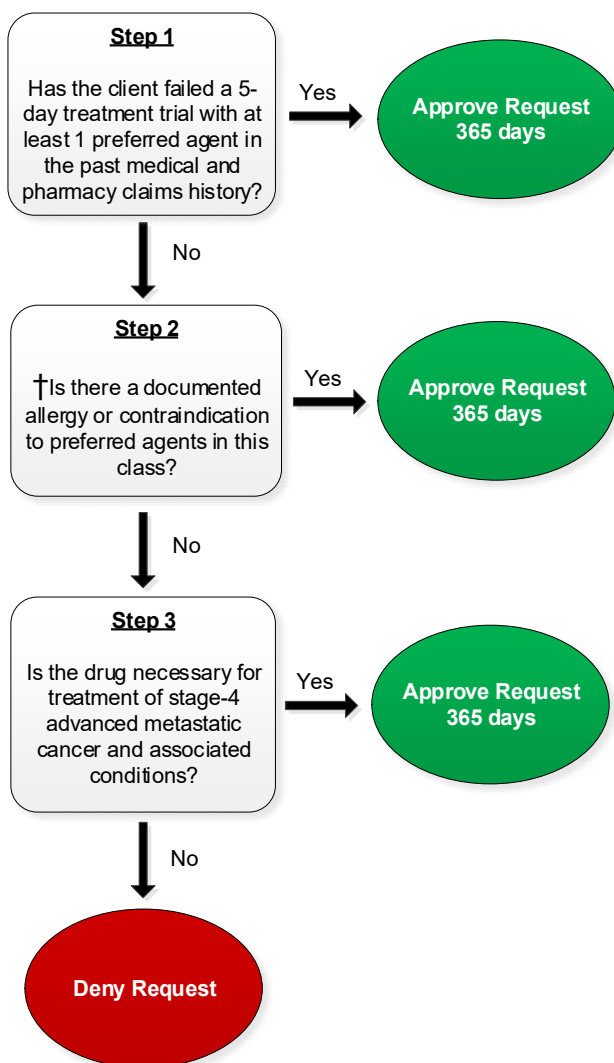 Step 1
Has the client failed a 5-
day treatment trial with at
least 1 preferred agent in
the past medical and
pharmacy claims history?
Yes
Approve Request
365 days
No
Step 2
†Is there a documented
allergy or contraindication
to preferred agents in this
class?
Yes
Approve Request
365 days
No
Step 3
Is the drug necessary for
treatment of stage-4
advanced metastatic
cancer and associated
conditions?
Yes
Approve Request
365 days
No
Deny Request